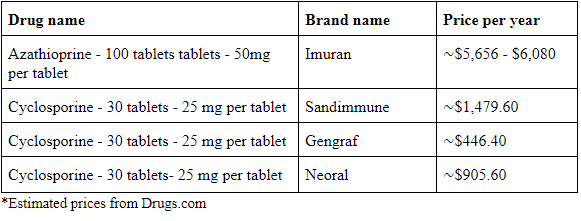 Drug name Brand name Price per year
Azathioprine - 100 tablets tablets - 50mg Imuran ~$5,656 - $6,080
per tablet
Cyclosporine - 30 tablets - 25 mg per tablet Sandimmune ~$1,479.60
Cyclosporine - 30 tablets - 25 mg per tablet Gengraf ~$446.40
Cyclosporine - 30 tablets- 25 mg per tablet Neoral ~$905.60
*Estimated prices from Drugs.com